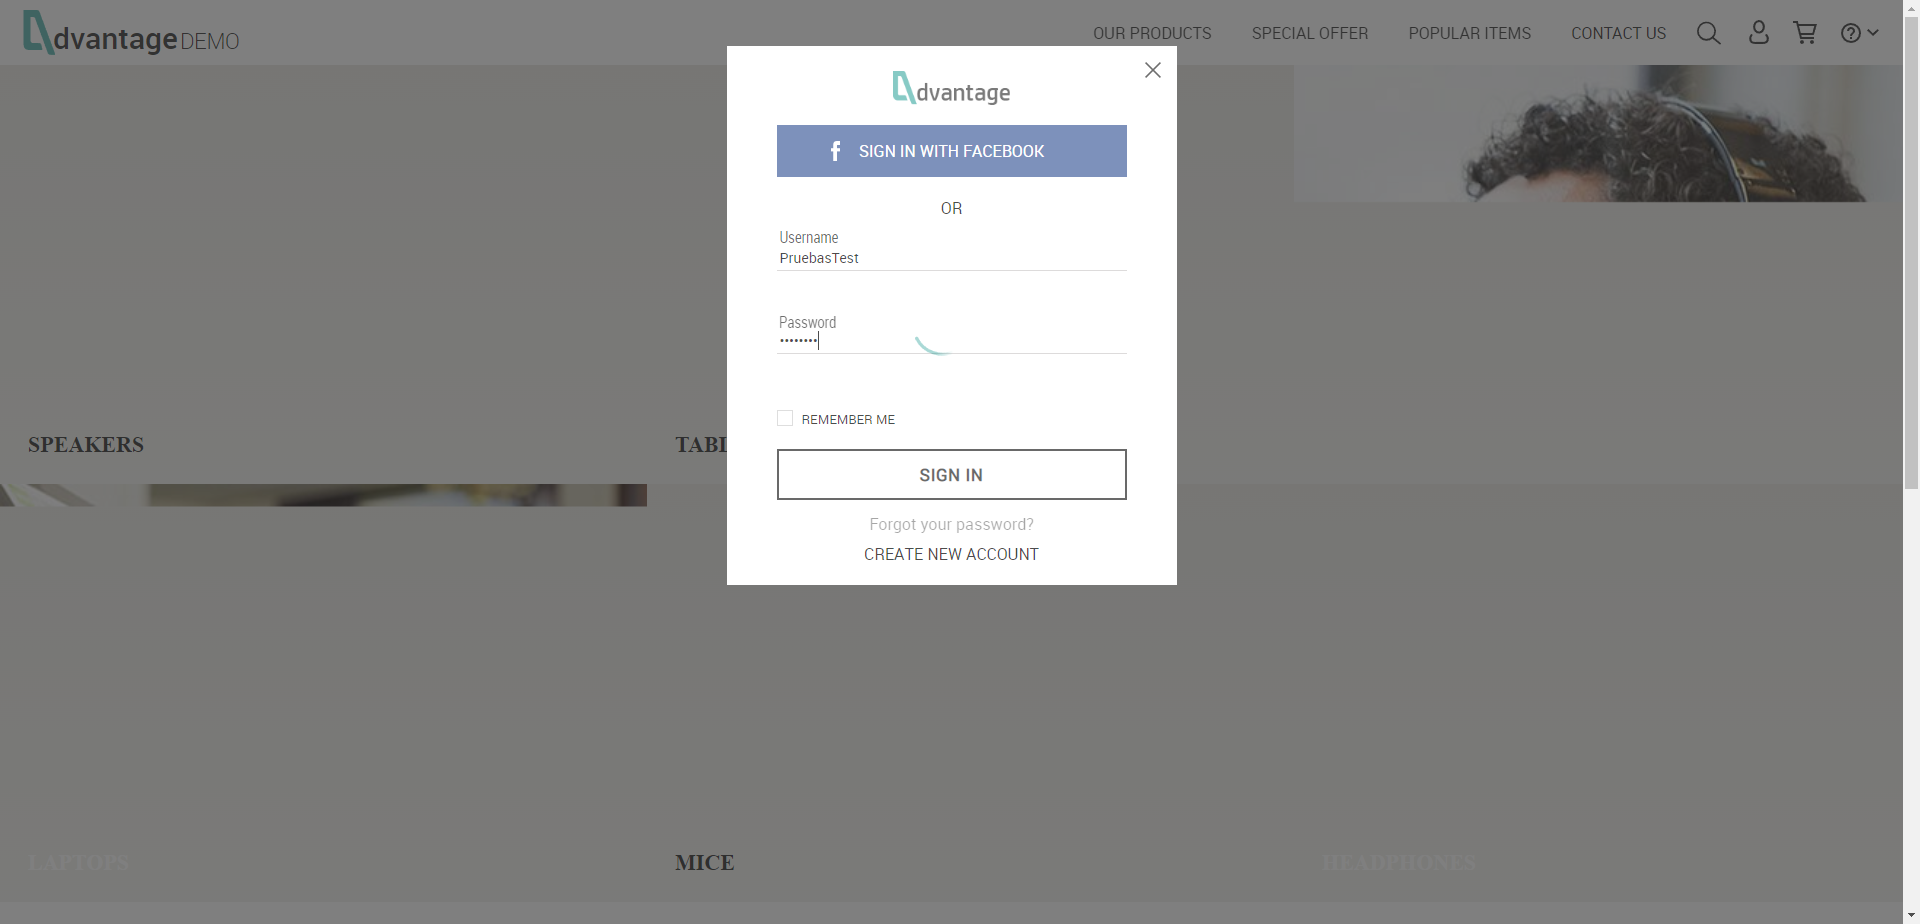 dvantage DEMO
OUR PRODUCTS
SPECIAL OFFER
POPULAR ITEMS
CONTACT US
dvantage
SIGN IN WITH FACEBOOK
OR
Username
PruebasTest
Password
••••••••
REMEMBER ME
SIGN IN
Forgot your password?
CREATE NEW ACCOUNT
SPEAKERS
TABL
LAPTOPS
MICE
HEADPHONES